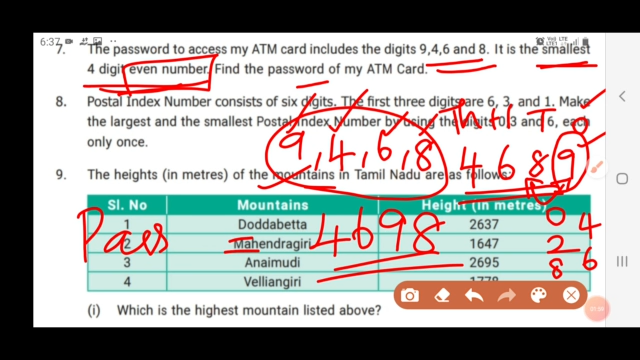 6:37 Vo) LTE LTE
7. The password to access my ATM card includes the digits 9,4,6 and 8. It is the smallest
4 digit even number. Find the password of my ATM Card.
8. Postal Index Number consists of six digits. The first three digits are 6, 3, and 1. Make
the largest and the smallest Postal Index Number by using the digits 0,3 and 6, each
only once.
Th H T O
9, 4, 6, 8
4 6 8 9
9. The heights (in metres) of the mountains in Tamil Nadu are as follows:
Sl. No Mountains Height (in metres)
1 Doddabetta 2637
2 Mahendragiri 1647
3 Anaimudi 2695
4 Velliangiri 1778
Pass = 4698
0 4
2 6
8
(i) Which is the highest mountain listed above?